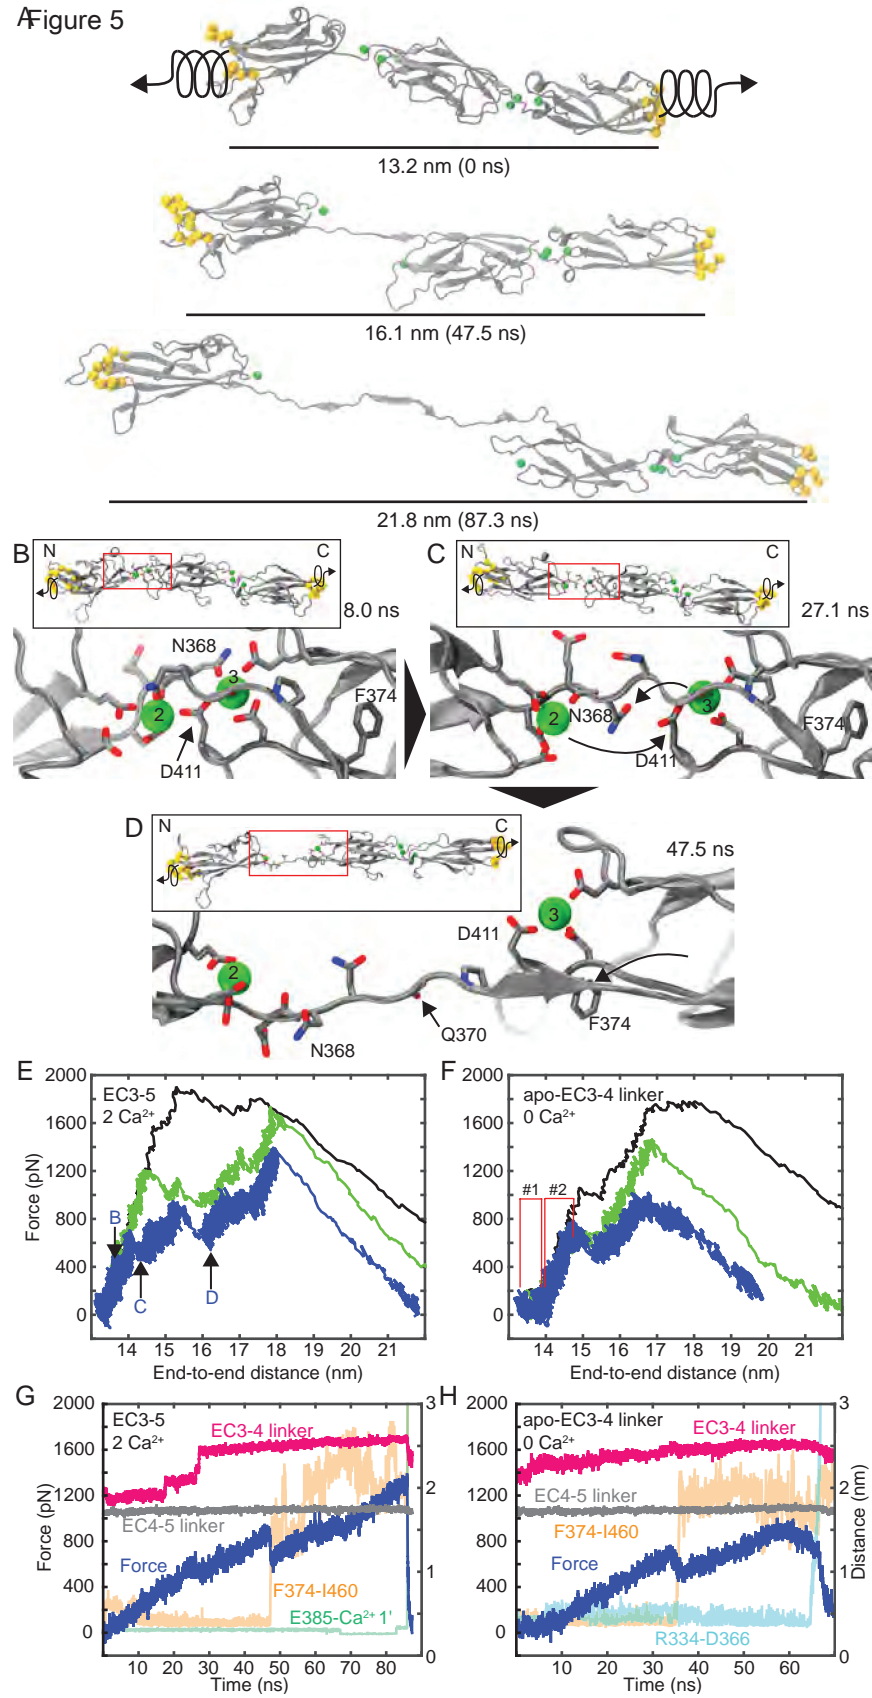 A
Figure 5
13.2 nm (0 ns)
16.1 nm (47.5 ns)
21.8 nm (87.3 ns)
B
N
C
8.0 ns
N368
3
2
F374
D411
C
N
C
27.1 ns
2
N368
3
F374
D411
D
N
C
47.5 ns
3
D411
2
Q370
F374
N368
E
2000
1600
1200
800
400
0
Force (pN)
EC3-5
2 Ca²⁺
B
C
D
14 15 16 17 18 19 20 21 22
End-to-end distance (nm)
F
2000
1600
1200
800
400
0
apo-EC3-4 linker
0 Ca²⁺
#1
#2
13 14 15 16 17 18 19 20 21
End-to-end distance (nm)
G
2000
1600
1200
800
400
0
Force (pN)
EC3-5
2 Ca²⁺
EC3-4 linker
EC4-5 linker
Force
F374-I460
E385-Ca²⁺ 1'
3
2
1
0
10 20 30 40 50 60 70 80
Time (ns)
H
2000
1600
1200
800
400
0
apo-EC3-4 linker
0 Ca²⁺
EC3-4 linker
EC4-5 linker
F374-I460
Force
R334-D366
3
2
1
0
Distance (nm)
10 20 30 40 50 60 70
Time (ns)